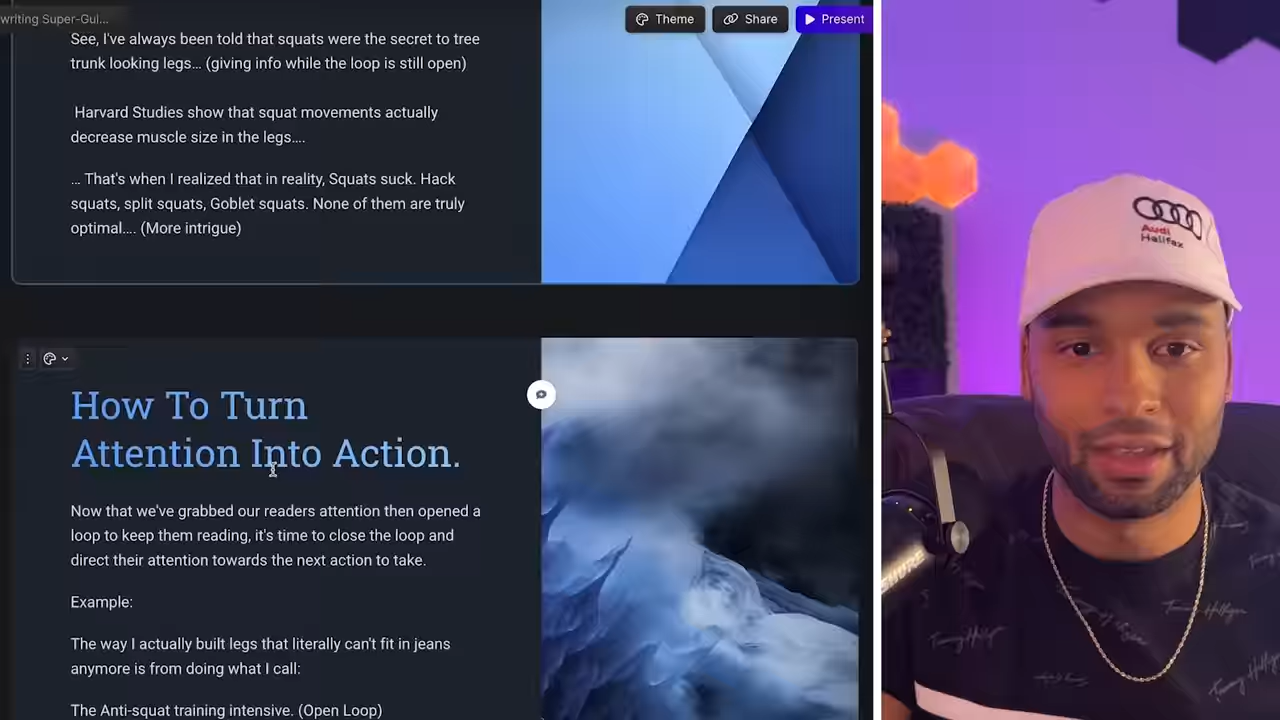 writing Super-Gui...
Theme
Share
Present
See, I've always been told that squats were the secret to tree
trunk looking legs… (giving info while the loop is still open)
Harvard Studies show that squat movements actually
decrease muscle size in the legs….
… That's when I realized that in reality, Squats suck. Hack
squats, split squats, Goblet squats. None of them are truly
optimal…. (More intrigue)
How To Turn
Attention Into Action.
Now that we've grabbed our readers attention then opened a
loop to keep them reading, it's time to close the loop and
direct their attention towards the next action to take.
Example:
The way I actually built legs that literally can't fit in jeans
anymore is from doing what I call:
The Anti-squat training intensive. (Open Loop)
Audi
Halifax
SHURE
Tommy Hilfiger